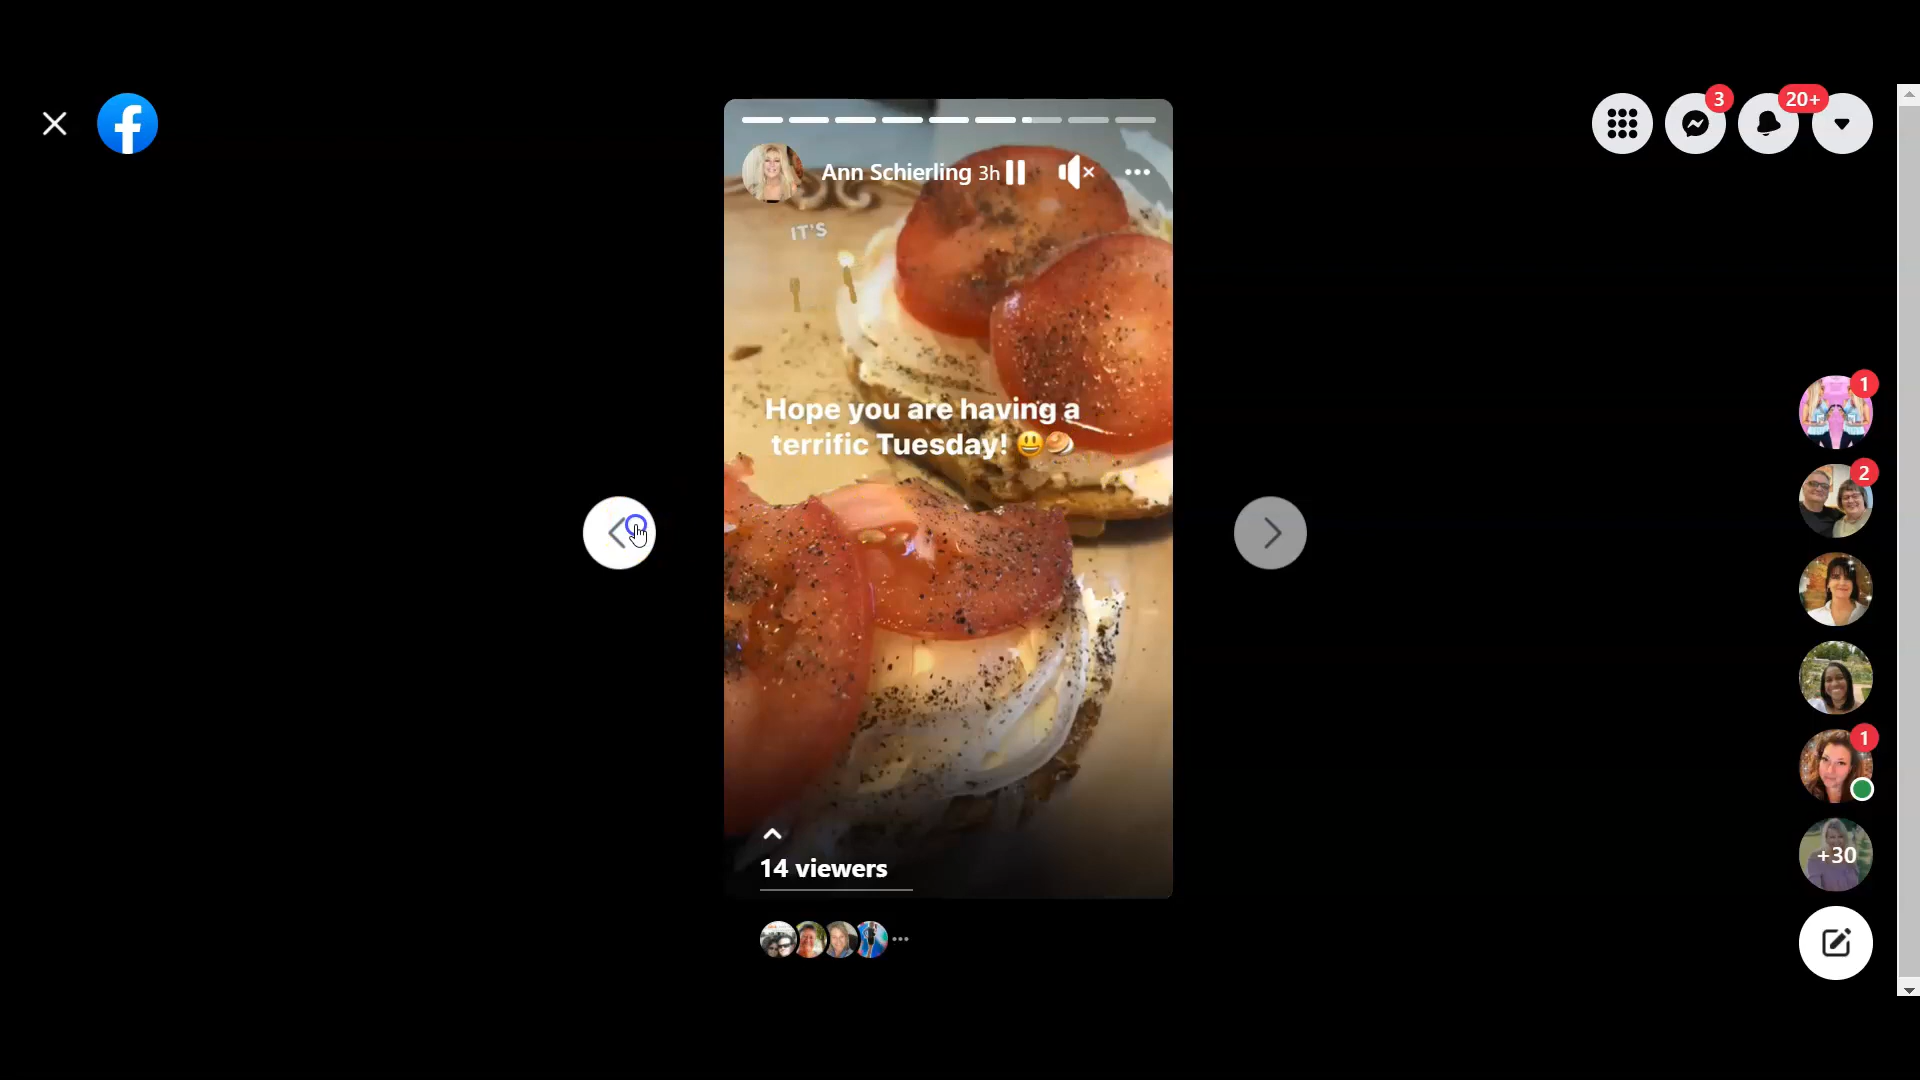 3
20+
Ann Schierling 3h
IT'S
1
Hope you are having a
terrific Tuesday! 😃🥞
2
1
14 viewers
+30